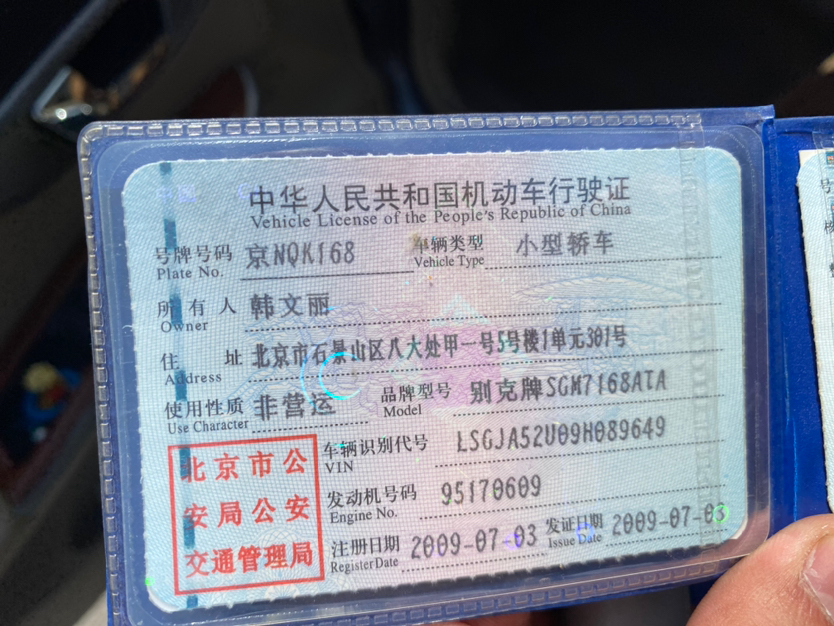 中华人民共和国机动车行驶证
Vehicle License of the People's Republic of China
号牌号码 京NQK168 车辆类型 小型轿车
Plate No. Vehicle Type
所有人 韩文丽
Owner
住址 北京市石景山区八大处甲一号5号楼1单元301号
Address
使用性质 非营运 品牌型号 别克牌SGM7168ATA
Use Character Model
北京市公
安局公安
交通管理局
车辆识别代号 LSGJA52U09H089649
VIN
发动机号码 95170609
Engine No.
注册日期 2009-07-03 发证日期 2009-07-03
Register Date Issue Date
号